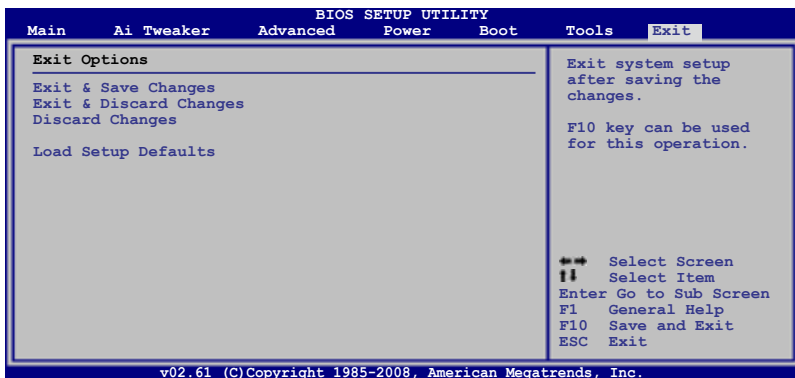 BIOS SETUP UTILITY
Main Ai Tweaker Advanced Power Boot Tools Exit
Exit Options
Exit & Save Changes
Exit & Discard Changes
Discard Changes
Load Setup Defaults
Exit system setup
after saving the
changes.
F10 key can be used
for this operation.
←→ Select Screen
↑↓ Select Item
Enter Go to Sub Screen
F1 General Help
F10 Save and Exit
ESC Exit
v02.61 (C)Copyright 1985-2008, American Megatrends, Inc.